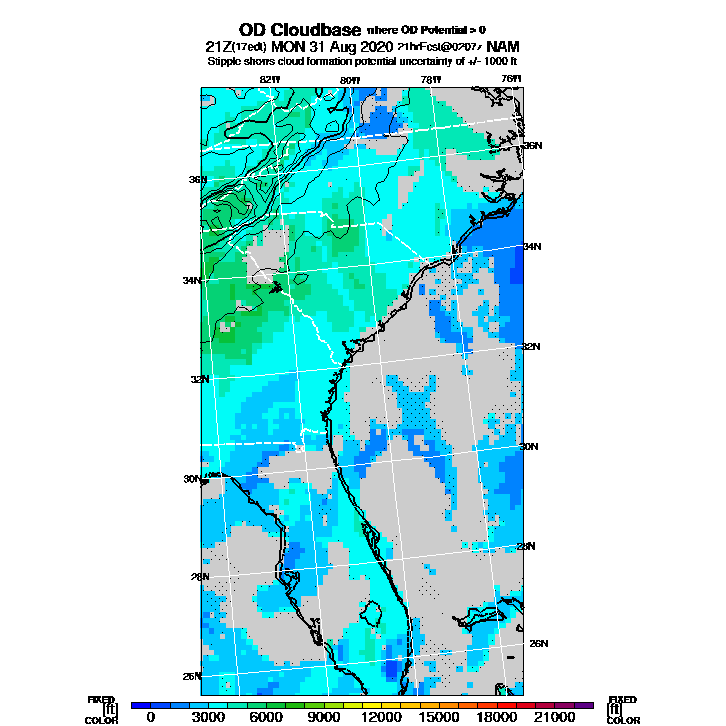 OD Cloudbase where OD Potential > 0
21Z(17edt) MON 31 Aug 2020 21hrFcst@0207z NAM
Stipple shows cloud formation potential uncertainty of +/- 1000 ft
82W 80W 78W 76W
36N
36N
34N
34N
32N
32N
30N
30N
28N
28N
26N
26N
FIXED FIXED
[ft] 0 3000 6000 9000 12000 15000 18000 21000 [ft]
COLOR COLOR